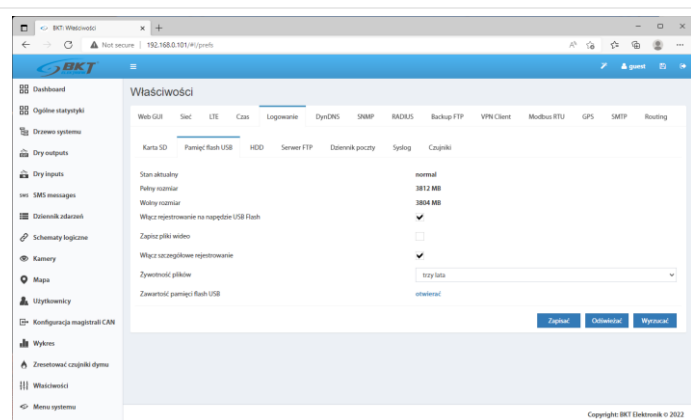 BKT: Właściwości
Not secure 192.168.0.101/#!/prefs
BKT
ELEKTRONIK
guest
Dashboard
Ogólne statystyki
Drzewo systemu
Dry outputs
Dry inputs
SMS SMS messages
Dziennik zdarzeń
Schematy logiczne
Kamery
Mapa
Użytkownicy
Konfiguracja magistrali CAN
Wykres
Zresetować czujniki dymu
Właściwości
Menu systemu
Właściwości
Web GUI Sieć LTE Czas Logowanie DynDNS SNMP RADIUS Backup FTP VPN Client Modbus RTU GPS SMTP Routing
Karta SD Pamięć flash USB HDD Serwer FTP Dziennik poczty Syslog Czujniki
Stan aktualny normal
Pełny rozmiar 3812 MB
Wolny rozmiar 3804 MB
Włącz rejestrowanie na napędzie USB Flash
Zapisz pliki wideo
Włącz szczegółowe rejestrowanie
Żywotność plików trzy lata
Zawartość pamięci flash USB otwierać
Zapisać Odświeżać Wyrzucać
Copyright: BKT Elektronik © 2022